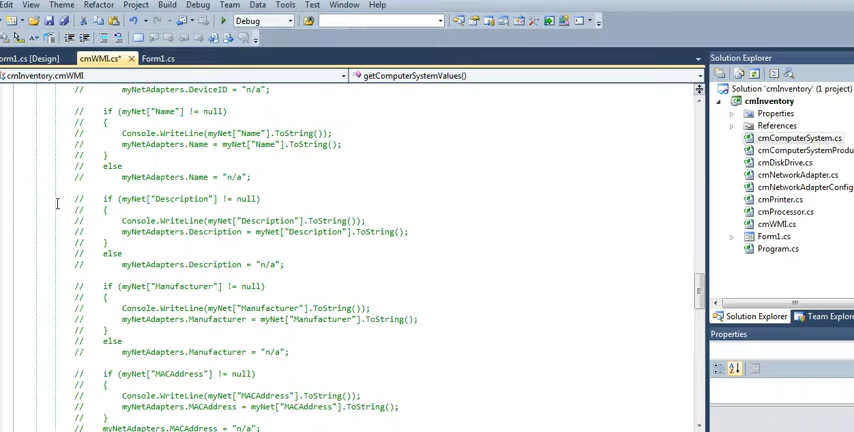 Edit View Theme Refactor Project Build Debug Team Data Tools Test Window Help
Debug
orm1.cs [Design] cmWMI.cs* Form1.cs
cmInventory.cmWMI getComputerSystemValues()
// myNetAdapters.DeviceID = "n/a";
// if (myNet["Name"] != null)
// {
// Console.WriteLine(myNet["Name"].ToString());
// myNetAdapters.Name = myNet["Name"].ToString();
// }
// else
// myNetAdapters.Name = "n/a";
// if (myNet["Description"] != null)
// {
// Console.WriteLine(myNet["Description"].ToString());
// myNetAdapters.Description = myNet["Description"].ToString();
// }
// else
// myNetAdapters.Description = "n/a";
// if (myNet["Manufacturer"] != null)
// {
// Console.WriteLine(myNet["Manufacturer"].ToString());
// myNetAdapters.Manufacturer = myNet["Manufacturer"].ToString();
// }
// else
// myNetAdapters.Manufacturer = "n/a";
// if (myNet["MACAddress"] != null)
// {
// Console.WriteLine(myNet["MACAddress"].ToString());
// myNetAdapters.MACAddress = myNet["MACAddress"].ToString();
// }
// myNetAdapters.MACAddress = "n/a";
Solution Explorer
Solution 'cmInventory' (1 project)
cmInventory
Properties
References
cmComputerSystem.cs
cmComputerSystemProdu
cmDiskDrive.cs
cmNetworkAdapter.cs
cmNetworkAdapterConfig
cmPrinter.cs
cmProcessor.cs
cmWMI.cs
Form1.cs
Program.cs
Solution Explorer Team Explore
Properties